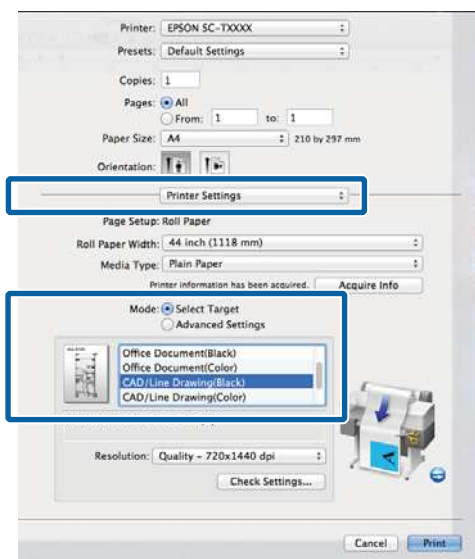 Printer: EPSON SC-TXXXX
Presets: Default Settings
Copies: 1
Pages: All
From: 1 to: 1
Paper Size: A4 210 by 297 mm
Orientation:
Printer Settings
Page Setup: Roll Paper
Roll Paper Width: 44 inch (1118 mm)
Media Type: Plain Paper
Printer information has been acquired. Acquire Info
Mode: Select Target
Advanced Settings
Office Document(Black)
Office Document(Color)
CAD/Line Drawing(Black)
CAD/Line Drawing(Color)
Resolution: Quality - 720x1440 dpi
Check Settings...
Cancel Print